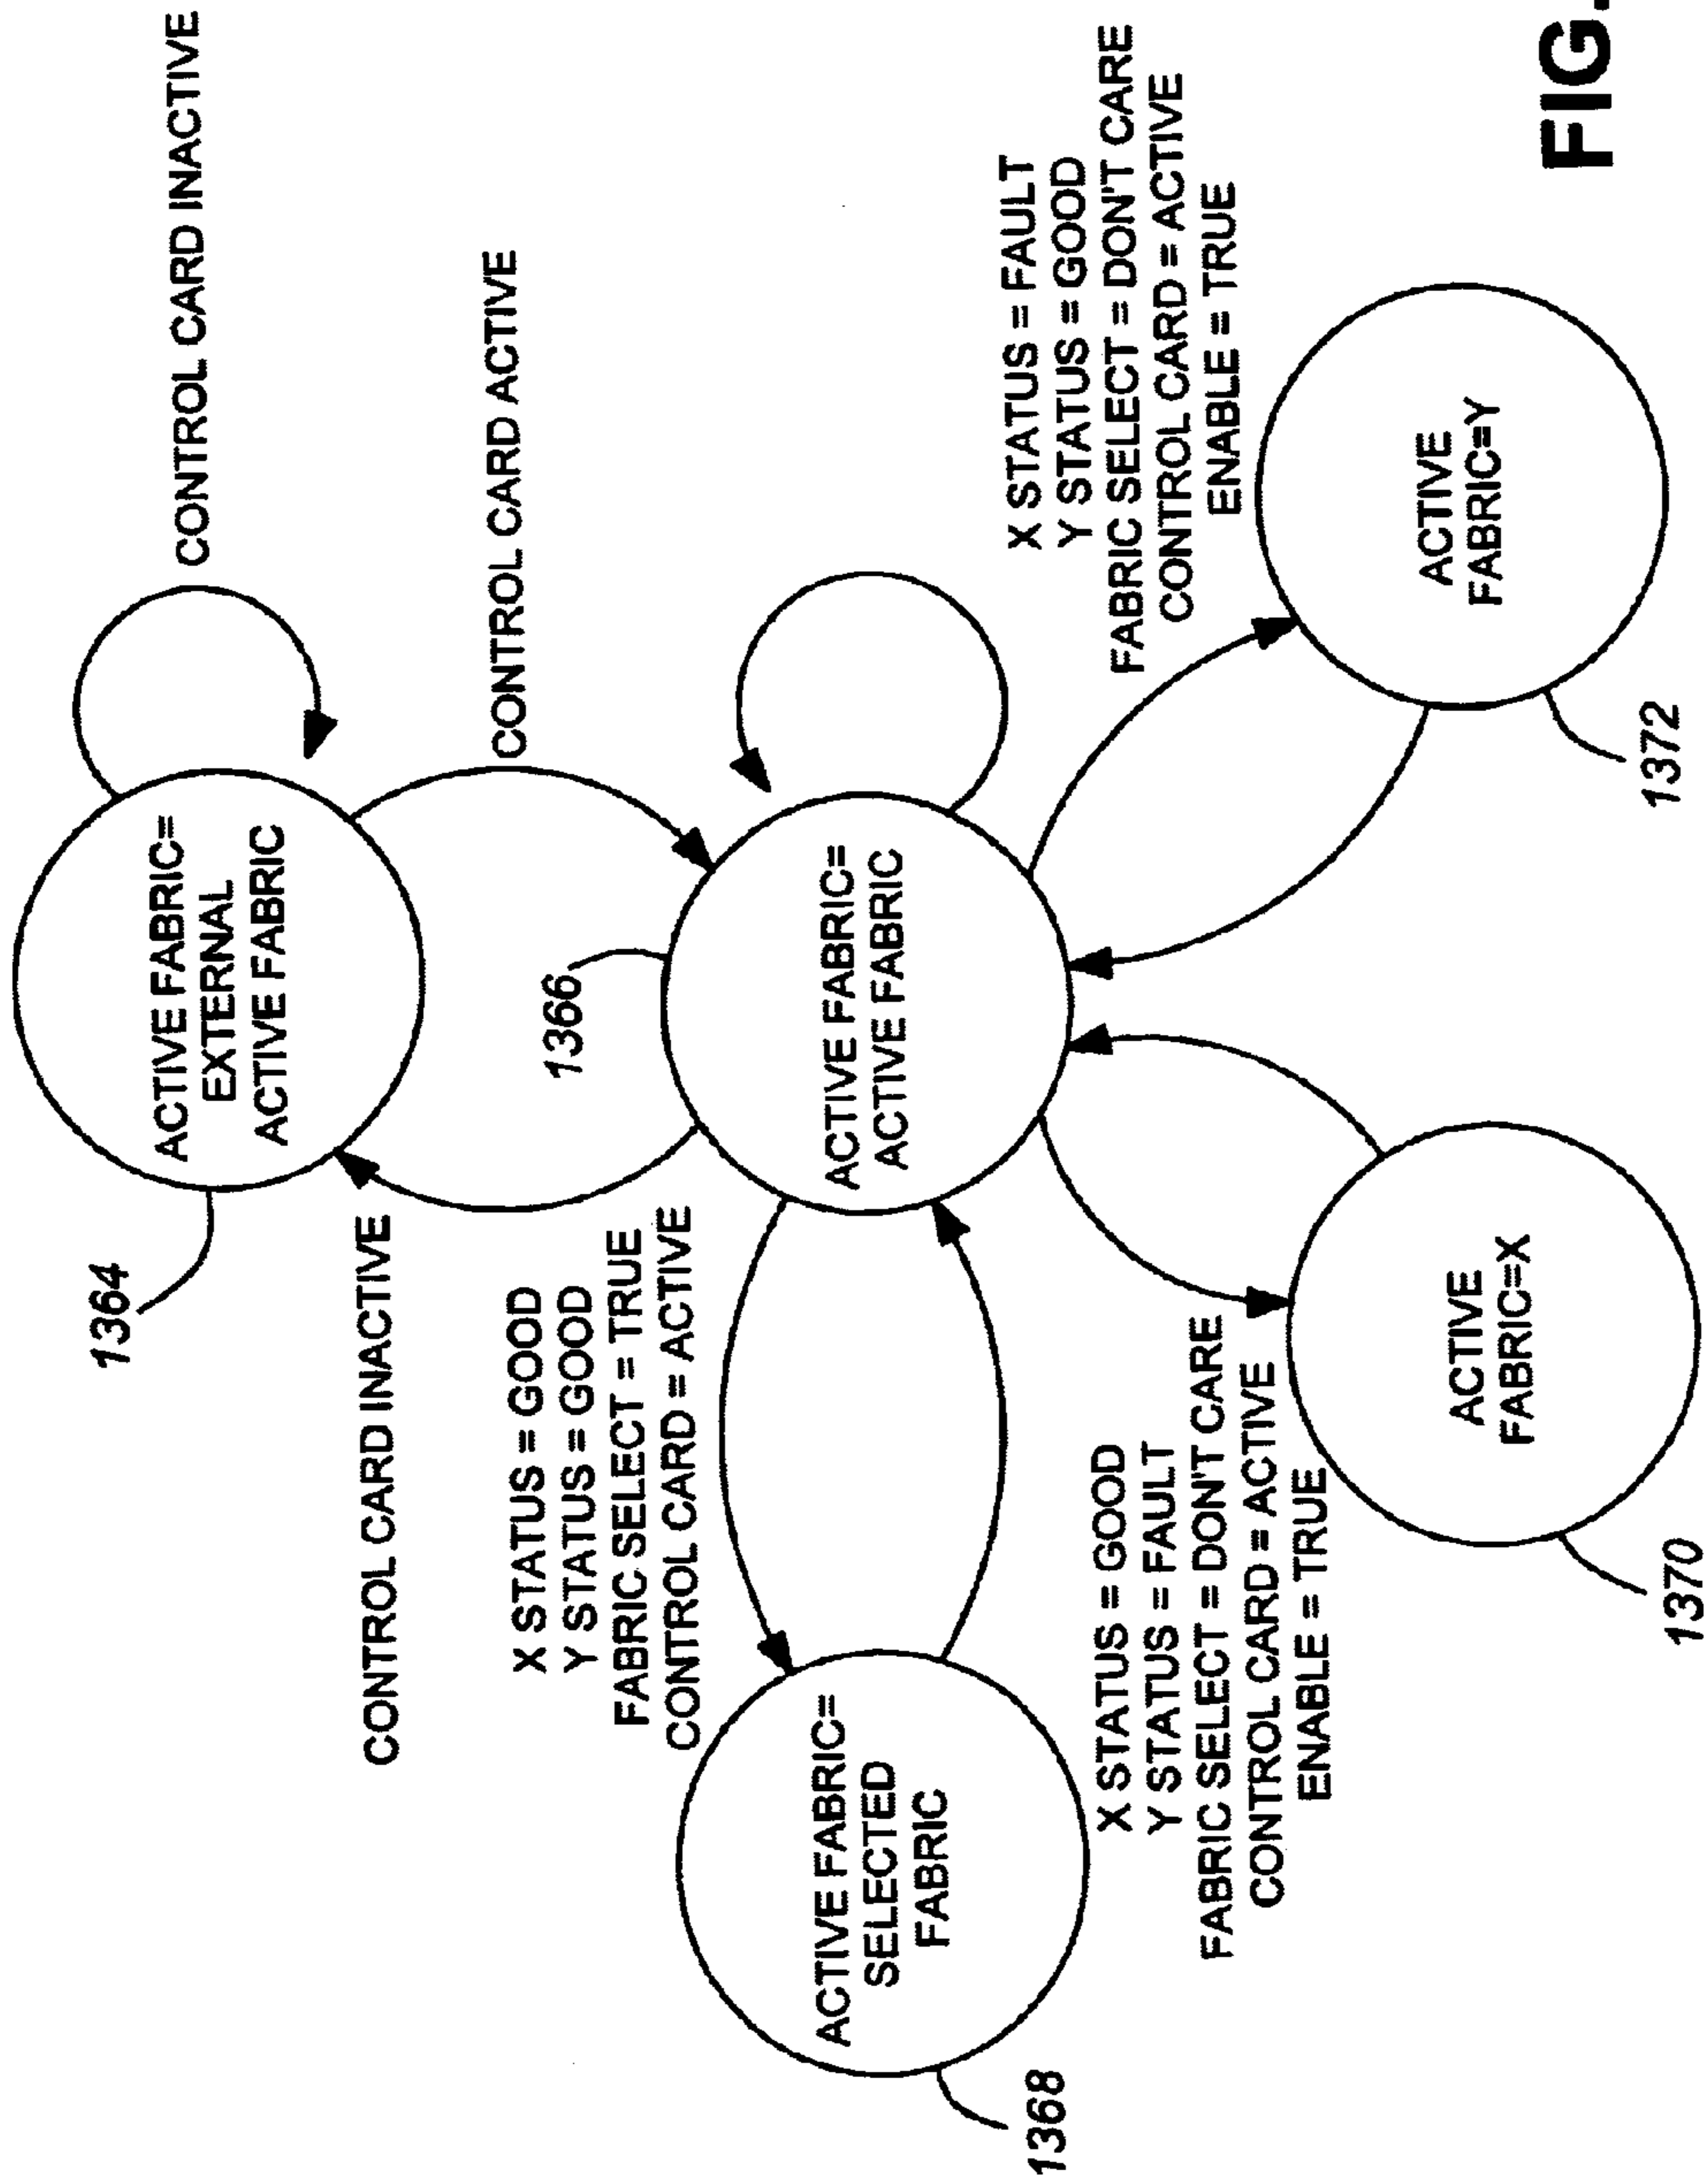 1364
ACTIVE FABRIC=
EXTERNAL
ACTIVE FABRIC
CONTROL CARD INACTIVE
CONTROL CARD INACTIVE
CONTROL CARD ACTIVE
1366
X STATUS = GOOD
Y STATUS = GOOD
FABRIC SELECT = TRUE
CONTROL CARD = ACTIVE
ACTIVE FABRIC=
SELECTED
FABRIC
1368
ACTIVE FABRIC=
ACTIVE FABRIC
X STATUS = GOOD
Y STATUS = FAULT
FABRIC SELECT = DON'T CARE
CONTROL CARD = ACTIVE
ENABLE = TRUE
X STATUS = FAULT
Y STATUS = GOOD
FABRIC SELECT = DON'T CARE
CONTROL CARD = ACTIVE
ENABLE = TRUE
ACTIVE
FABRIC=X
1370
ACTIVE
FABRIC=Y
1372
FIG.